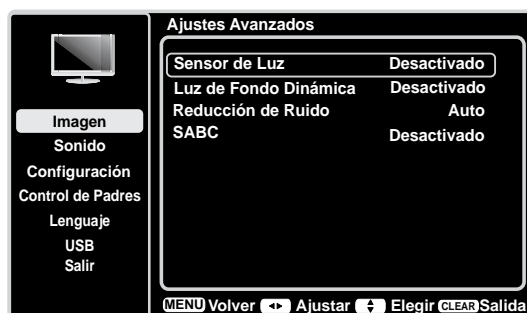 Ajustes Avanzados
Sensor de Luz Desactivado
Luz de Fondo Dinámica Desactivado
Reducción de Ruido Auto
SABC Desactivado
Imagen
Sonido
Configuración
Control de Padres
Lenguaje
USB
Salir
MENU Volver Ajustar Elegir CLEAR Salida